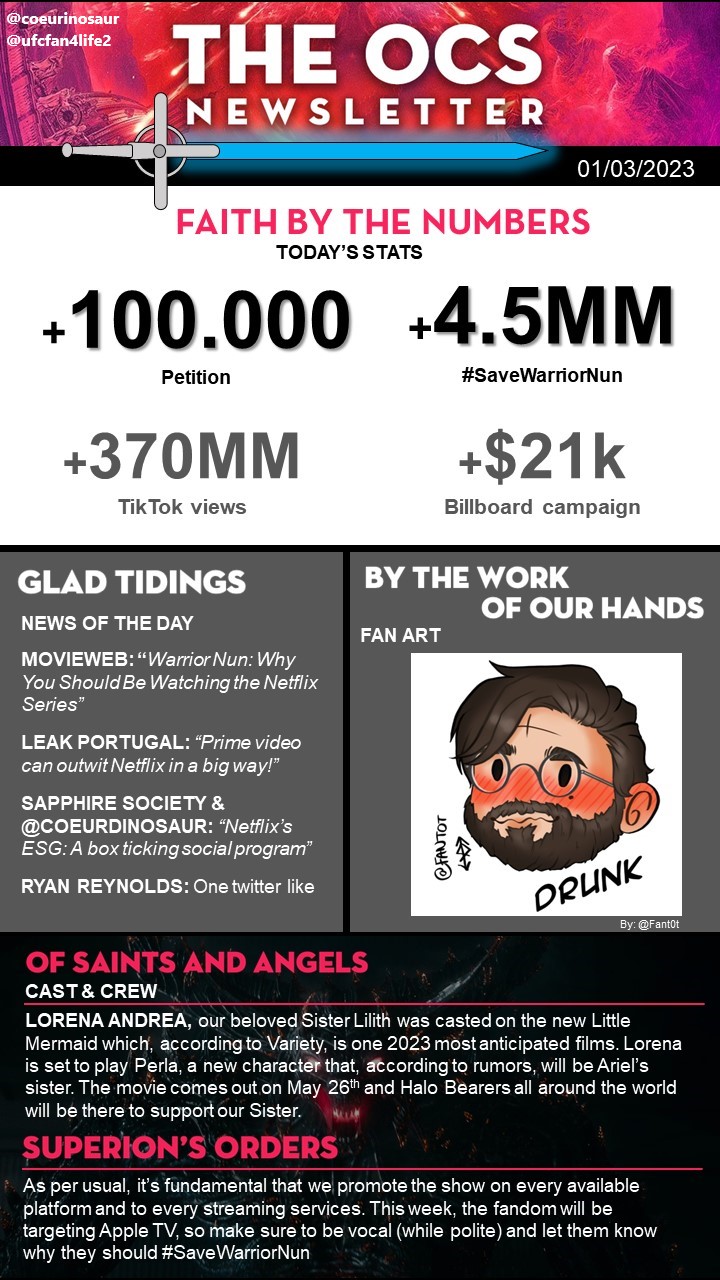 @coeurinosaur
@ufcfan4life2
THE OCS
NEWSLETTER
01/03/2023
FAITH BY THE NUMBERS
TODAY'S STATS
+100.000
Petition
+4.5MM
#SaveWarriorNun
+370MM
TikTok views
+$21k
Billboard campaign
GLAD TIDINGS
NEWS OF THE DAY
MOVIEWEB: “Warrior Nun: Why
You Should Be Watching the Netflix
Series”
LEAK PORTUGAL: “Prime video
can outwit Netflix in a big way!”
SAPPHIRE SOCIETY &
@COEURDINOSAUR: “Netflix’s
ESG: A box ticking social program”
RYAN REYNOLDS: One twitter like
BY THE WORK
OF OUR HANDS
FAN ART
@FANTOT
DRUNK
By: @Fant0t
OF SAINTS AND ANGELS
CAST & CREW
LORENA ANDREA, our beloved Sister Lilith was casted on the new Little
Mermaid which, according to Variety, is one 2023 most anticipated films. Lorena
is set to play Perla, a new character that, according to rumors, will be Ariel’s
sister. The movie comes out on May 26th and Halo Bearers all around the world
will be there to support our Sister.
SUPERION’S ORDERS
As per usual, it’s fundamental that we promote the show on every available
platform and to every streaming services. This week, the fandom will be
targeting Apple TV, so make sure to be vocal (while polite) and let them know
why they should #SaveWarriorNun